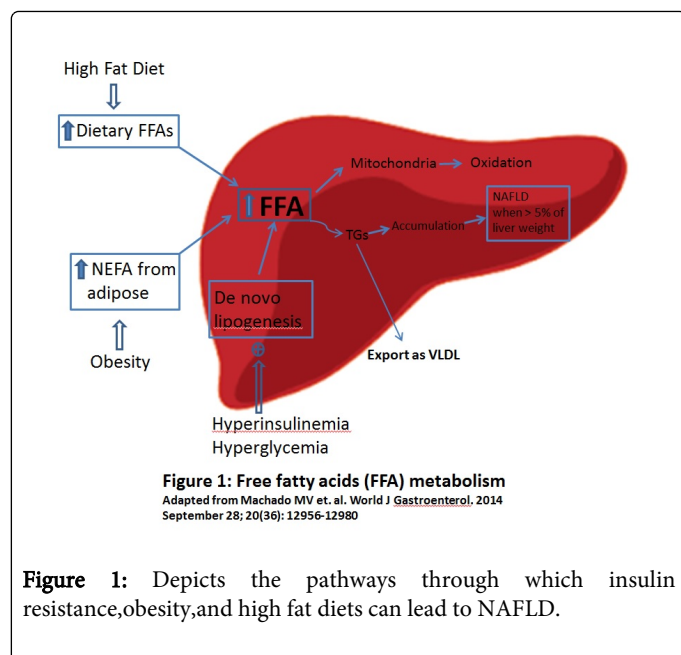 High Fat Diet
Dietary FFAs
Mitochondria
Oxidation
FFA
NAFLD
when > 5% of
liver weight
TGs
Accumulation
NEFA from
adipose
De novo
lipogenesis
Export as VLDL
Obesity
Hyperinsulinemia
Hyperglycemia
Figure 1: Free fatty acids (FFA) metabolism
Adapted from Machado MV et. al. World J Gastroenterol. 2014
September 28; 20(36): 12956-12980
Figure 1: Depicts the pathways through which insulin
resistance,obesity,and high fat diets can lead to NAFLD.